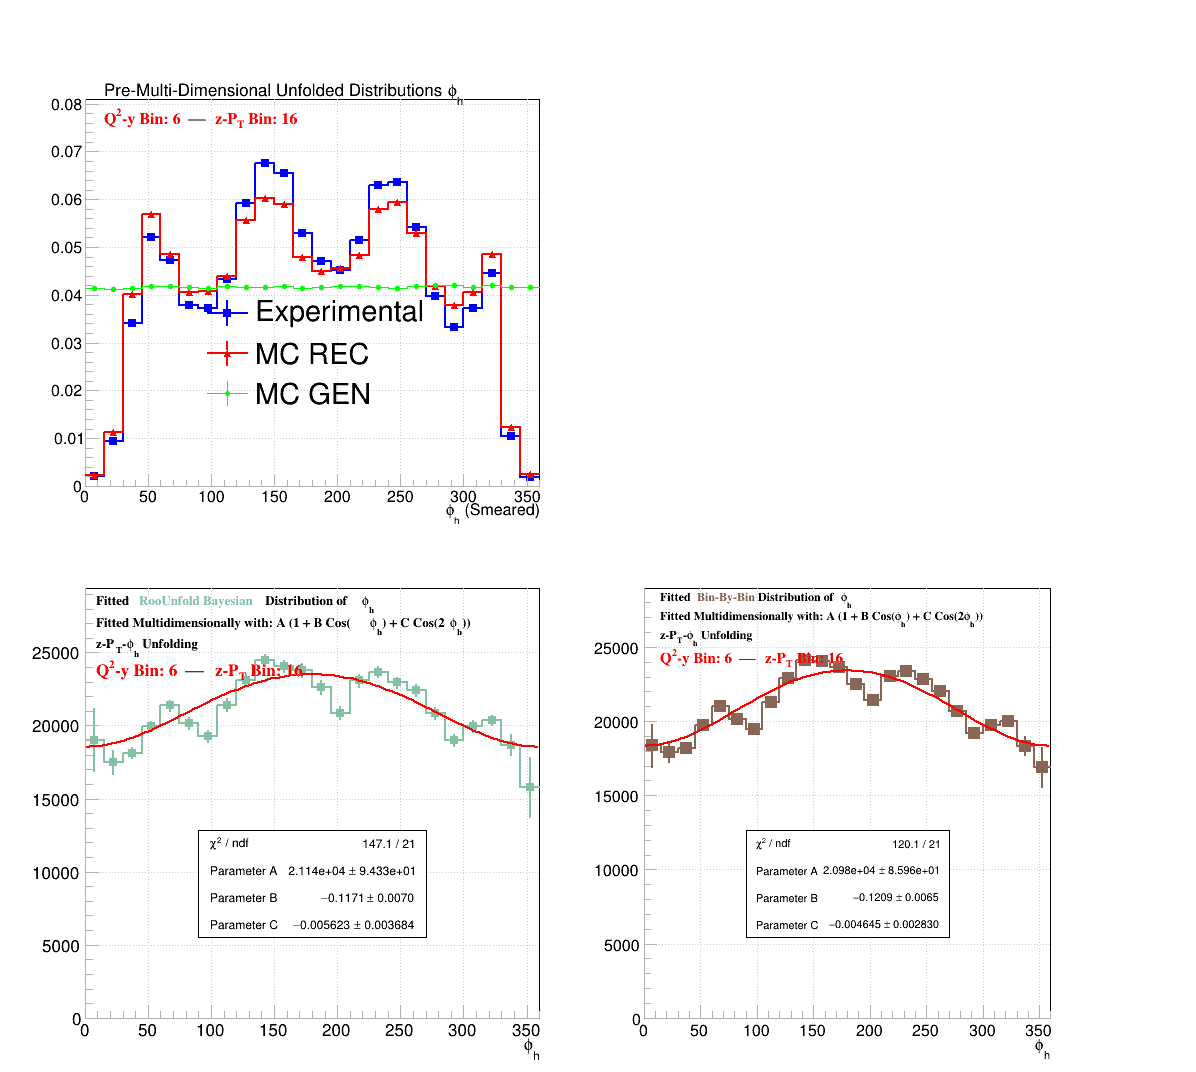 Pre-Multi-Dimensional Unfolded Distributions ϕh
Q²-y Bin: 6 — z-PT Bin: 16
0.08
0.07
0.06
0.05
0.04
0.03
0.02
0.01
0
Experimental
MC REC
MC GEN
0 50 100 150 200 250 300 350
ϕh (Smeared)
Fitted RooUnfold Bayesian Distribution of ϕh
Fitted Multidimensionally with: A (1 + B Cos( ϕh) + C Cos(2 ϕh))
z-PT-ϕh Unfolding
Q²-y Bin: 6 — z-PT Bin: 16
25000
20000
15000
10000
5000
0
χ² / ndf 147.1 / 21
Parameter A 2.114e+04 ± 9.433e+01
Parameter B −0.1171 ± 0.0070
Parameter C −0.005623 ± 0.003684
0 50 100 150 200 250 300 350
ϕh
Fitted Bin-By-Bin Distribution of ϕh
Fitted Multidimensionally with: A (1 + B Cos(ϕh) + C Cos(2ϕh))
z-PT-ϕh Unfolding
Q²-y Bin: 6 — z-PT Bin: 16
25000
20000
15000
10000
5000
0
χ² / ndf 120.1 / 21
Parameter A 2.098e+04 ± 8.596e+01
Parameter B −0.1209 ± 0.0065
Parameter C −0.004645 ± 0.002830
0 50 100 150 200 250 300 350
ϕh